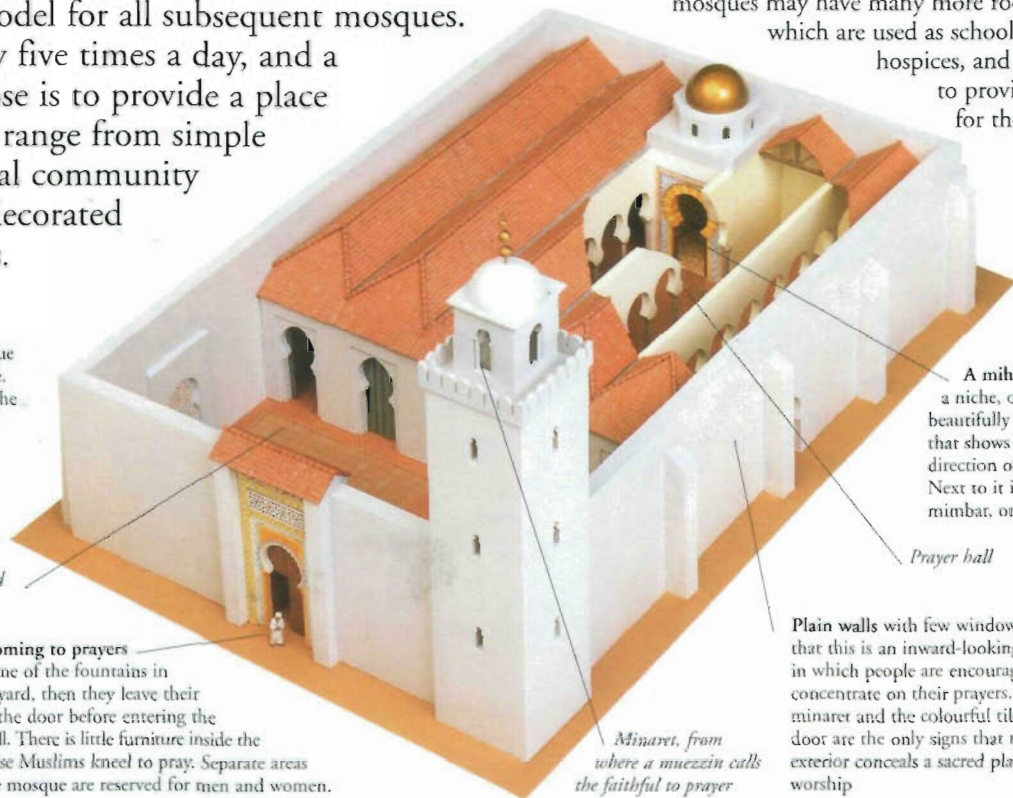 odel for all subsequent mosques.
five times a day, and a
se is to provide a place
range from simple
al community
ecorated
mosques may have many more
which are used as school
hospices, and
to provi
for th
ue
he
A mih
a niche, o
beautifully
that shows
direction o
Next to it i
mimbar, or
Prayer hall
oming to prayers
ne of the fountains in
yard, then they leave their
the door before entering the
ll. There is little furniture inside the
se Muslims kneel to pray. Separate areas
mosque are reserved for men and women.
Minaret, from
where a muezzin calls
the faithful to prayer
Plain walls with few window
that this is an inward-looking
in which people are encourag
concentrate on their prayers.
minaret and the colourful til
door are the only signs that
exterior conceals a sacred pla
worship